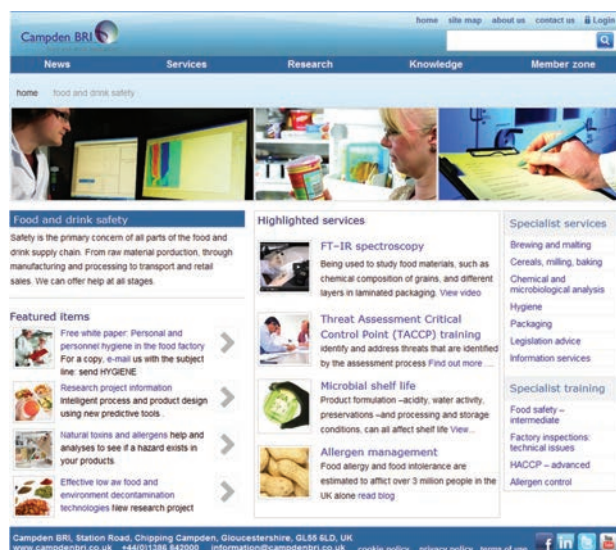 home site map about us contact us Login
Campden BRI
News Services Research Knowledge Member zone
home food and drink safety
Food and drink safety
Safety is the primary concern of all parts of the food and
drink supply chain. From raw material porduction, through
manufacturing and processing to transport and retail
sales. We can offer help at all stages.
Featured items
Free white paper: Personal and
personnel hygiene in the food factory
For a copy, e-mail us with the subject
line: send HYGIENE
Research project information
Intelligent process and product design
using new predictive tools .
Natural toxins and allergens help and
analyses to see if a hazard exists in
your products.
Effective low aw food and
environment decontamination
technologies New research project
Highlighted services
FT–IR spectroscopy
Being used to study food materials, such as
chemical composition of grains, and different
layers in laminated packaging. View video
Threat Assessment Critical
Control Point (TACCP) training
identify and address threats that are identified
by the assessment process Find out more ....
Microbial shelf life
Product formulation –acidity, water activity,
preservations –and processing and storage
conditions, can all affect shelf life View...
Allergen management
Food allergy and food intolerance are
estimated to afflict over 3 million people in the
UK alone read blog
Specialist services
Brewing and malting
Cereals, milling, baking
Chemical and
microbiological analysis
Hygiene
Packaging
Legislation advice
Information services
Specialist training
Food safety –
intermediate
Factory inspections:
technical issues
HACCP – advanced
Allergen control
Campden BRI, Station Road, Chipping Campden, Gloucestershire, GL55 6LD, UK
www.campdenbri.co.uk +44(0)1386 842000 information@campdenbri.co.uk cookie policy privacy policy terms of use